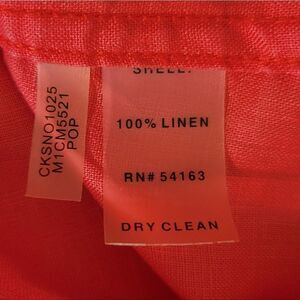 CKSNO1025
M1CM5521
POP
SHELL:
100% LINEN
RN# 54163
DRY CLEAN